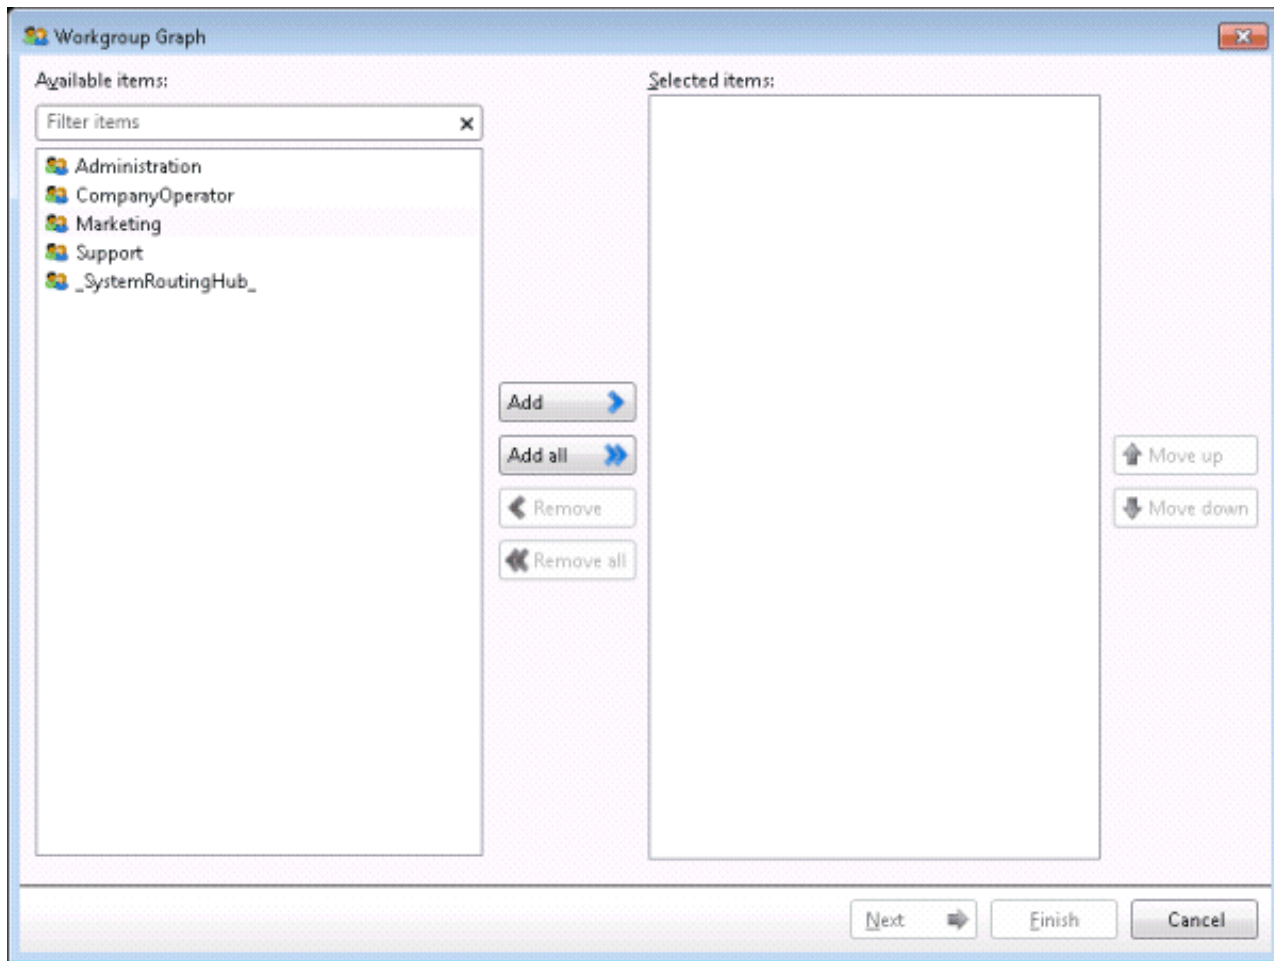 Workgroup Graph
Available items:
Filter items
Administration
CompanyOperator
Marketing
Support
_SystemRoutingHub_
Add
Add all
Remove
Remove all
Selected items:
Move up
Move down
Next
Finish
Cancel